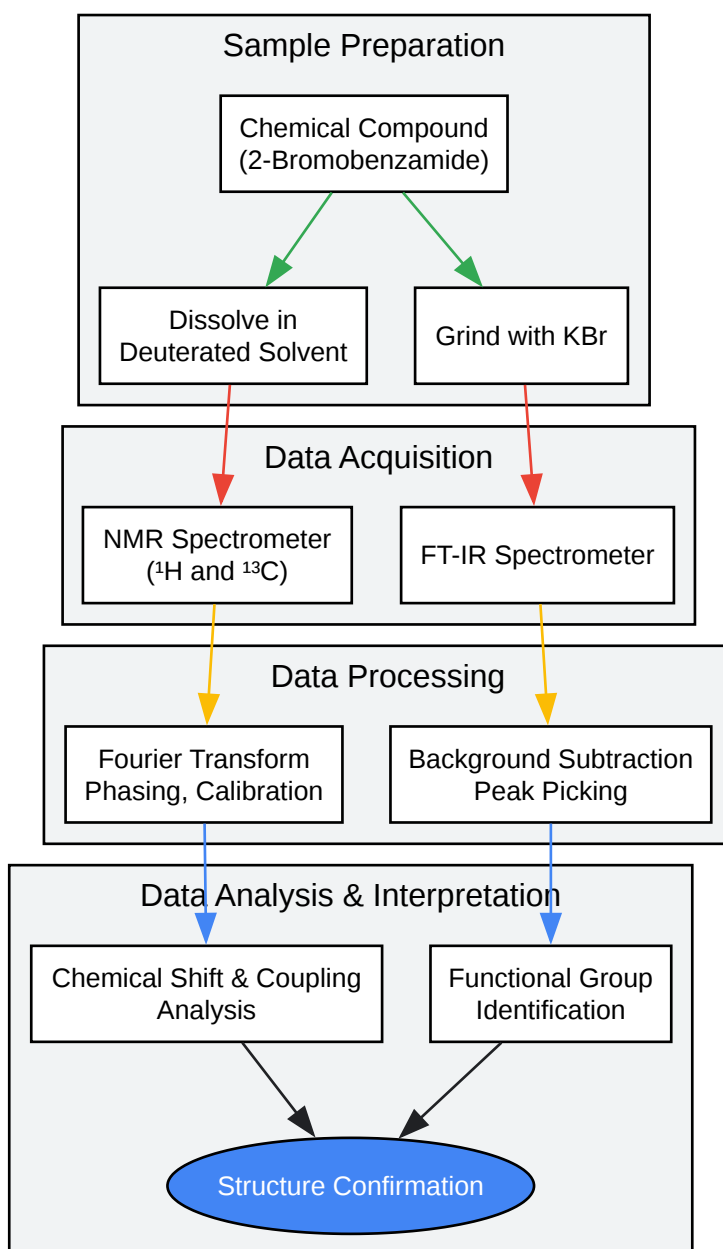 Sample Preparation
Chemical Compound
(2-Bromobenzamide)
Dissolve in
Deuterated Solvent
Grind with KBr
Data Acquisition
NMR Spectrometer
(¹H and ¹³C)
FT-IR Spectrometer
Data Processing
Fourier Transform
Phasing, Calibration
Background Subtraction
Peak Picking
Data Analysis & Interpretation
Chemical Shift & Coupling
Analysis
Functional Group
Identification
Structure Confirmation